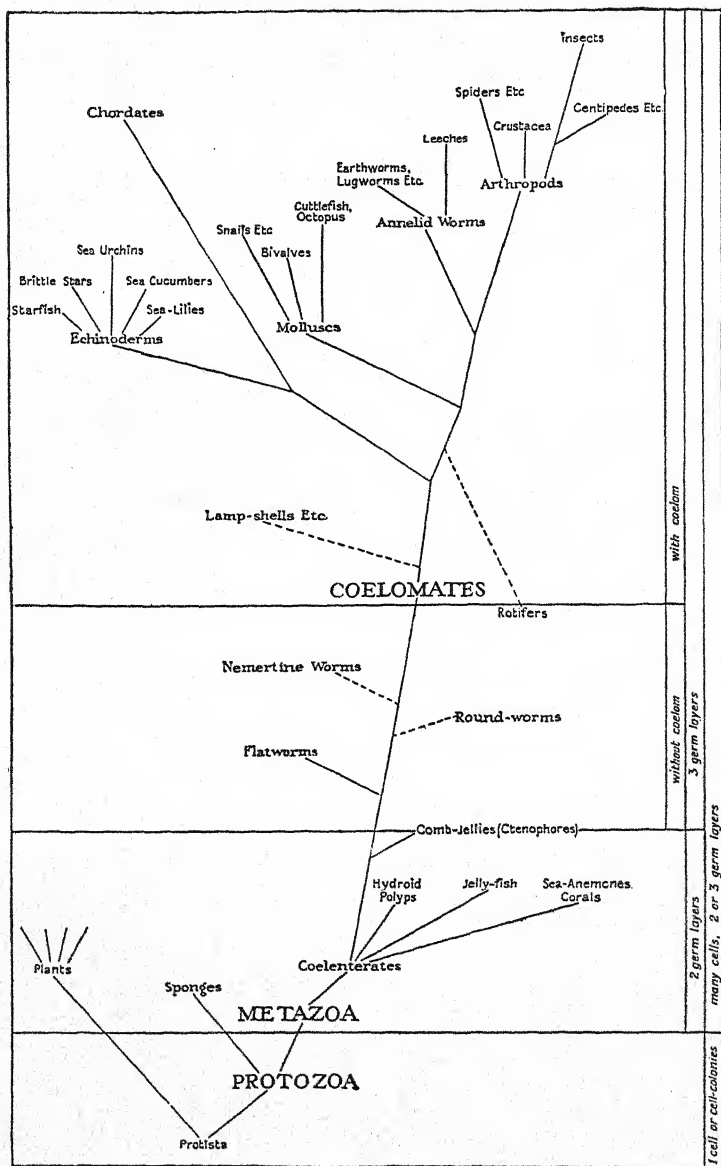 Insects
Spiders Etc
Chordates
Crustacea
Centipedes Etc.
Leeches
Earthworms,
Lugworms Etc.
Arthropods
Cuttlefish,
Octopus
Annelid Worms
Snails Etc
Bivalves
Sea Urchins
Brittle Stars
Sea Cucumbers
Starfish
Sea-Lilies
Echinoderms
Molluscs
Lamp-shells Etc.
with coelom
COELOMATES
Rotifers
Nemertine Worms
Round-worms
Flatworms
without coelom
3 germ layers
Comb-Jellies (Ctenophores)
Hydroid
Polyps
Jelly-fish
Sea-Anemones.
Corals
Coelenterates
Plants
Sponges
METAZOA
2 germ layers
many cells, 2 or 3 germ layers
PROTOZOA
Protista
1 cell or cell-colonies